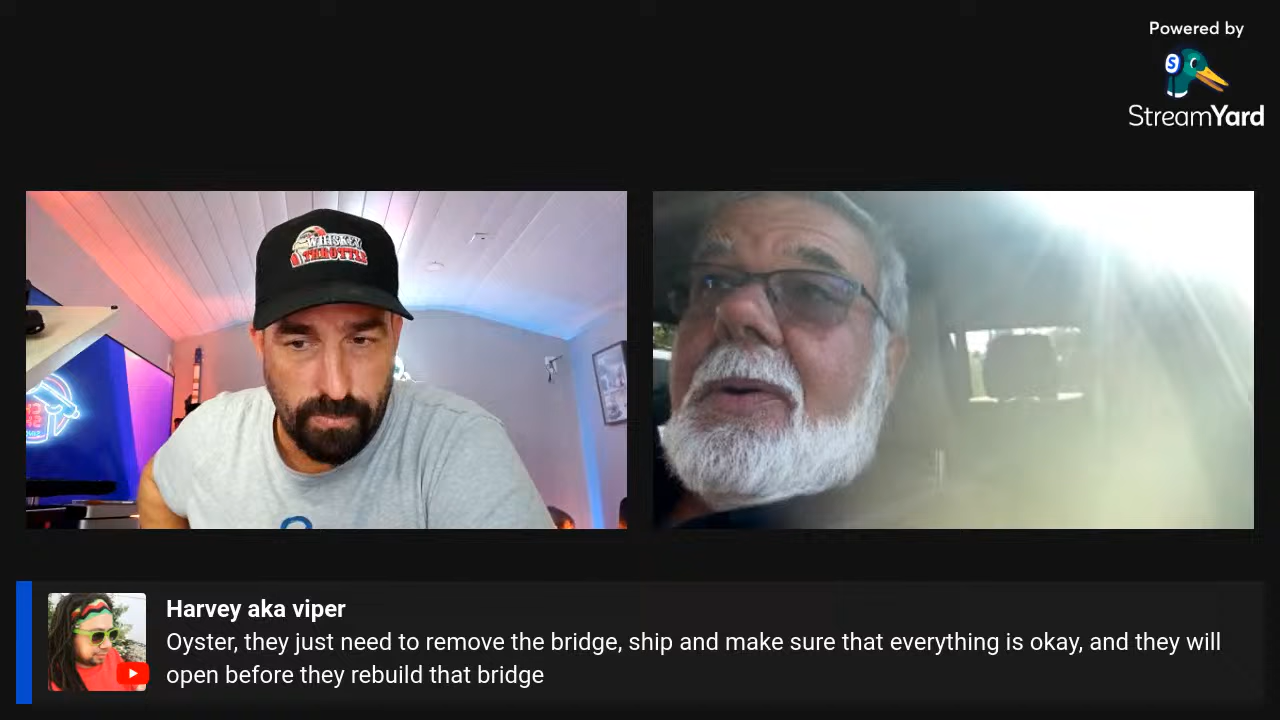 Powered by
S
StreamYard
WHISKEY
THROTTLE
Harvey aka viper
Oyster, they just need to remove the bridge, ship and make sure that everything is okay, and they will
open before they rebuild that bridge